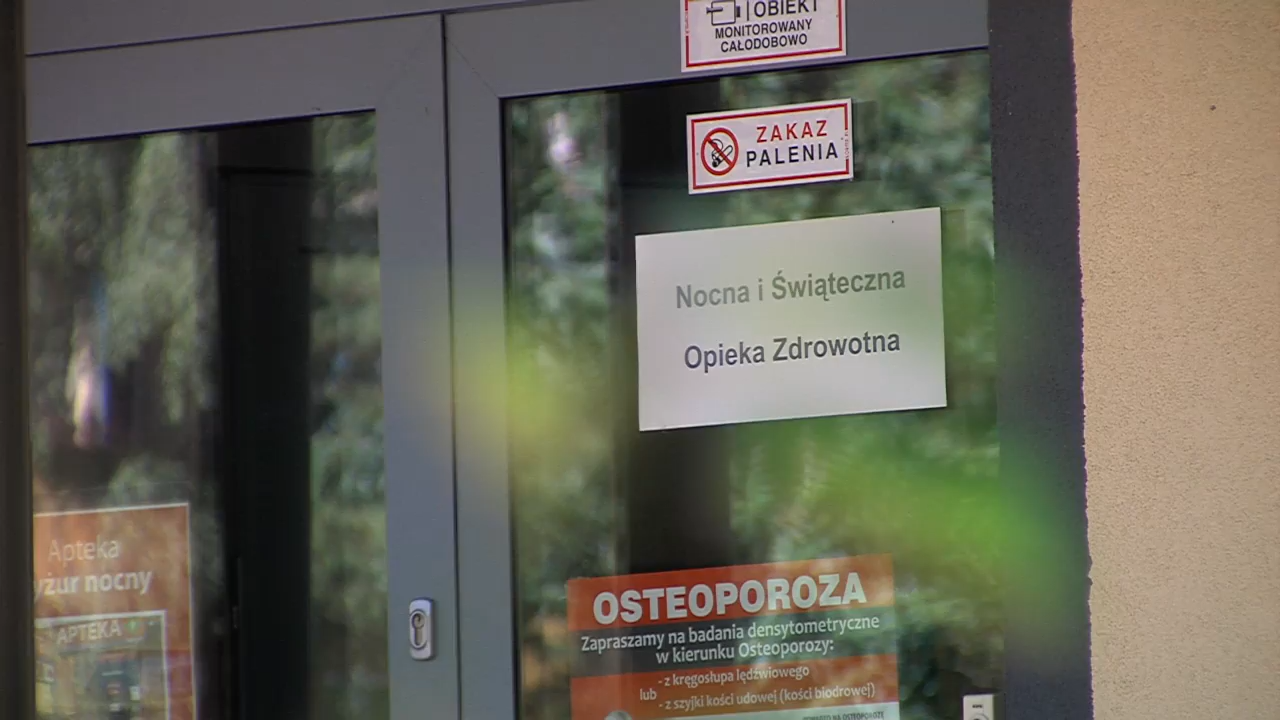 OBIEKT
MONITOROWANY
CAŁODOBOWO
ZAKAZ
PALENIA
Nocna i Świąteczna
Opieka Zdrowotna
Apteka
nocny
APTEKA
OSTEOPOROZA
Zapraszamy na badania densytometryczne
w kierunku Osteoporozy:
- z kręgosłupa lędźwiowego
lub
- z szyjki kości udowej (kości biodrowej)